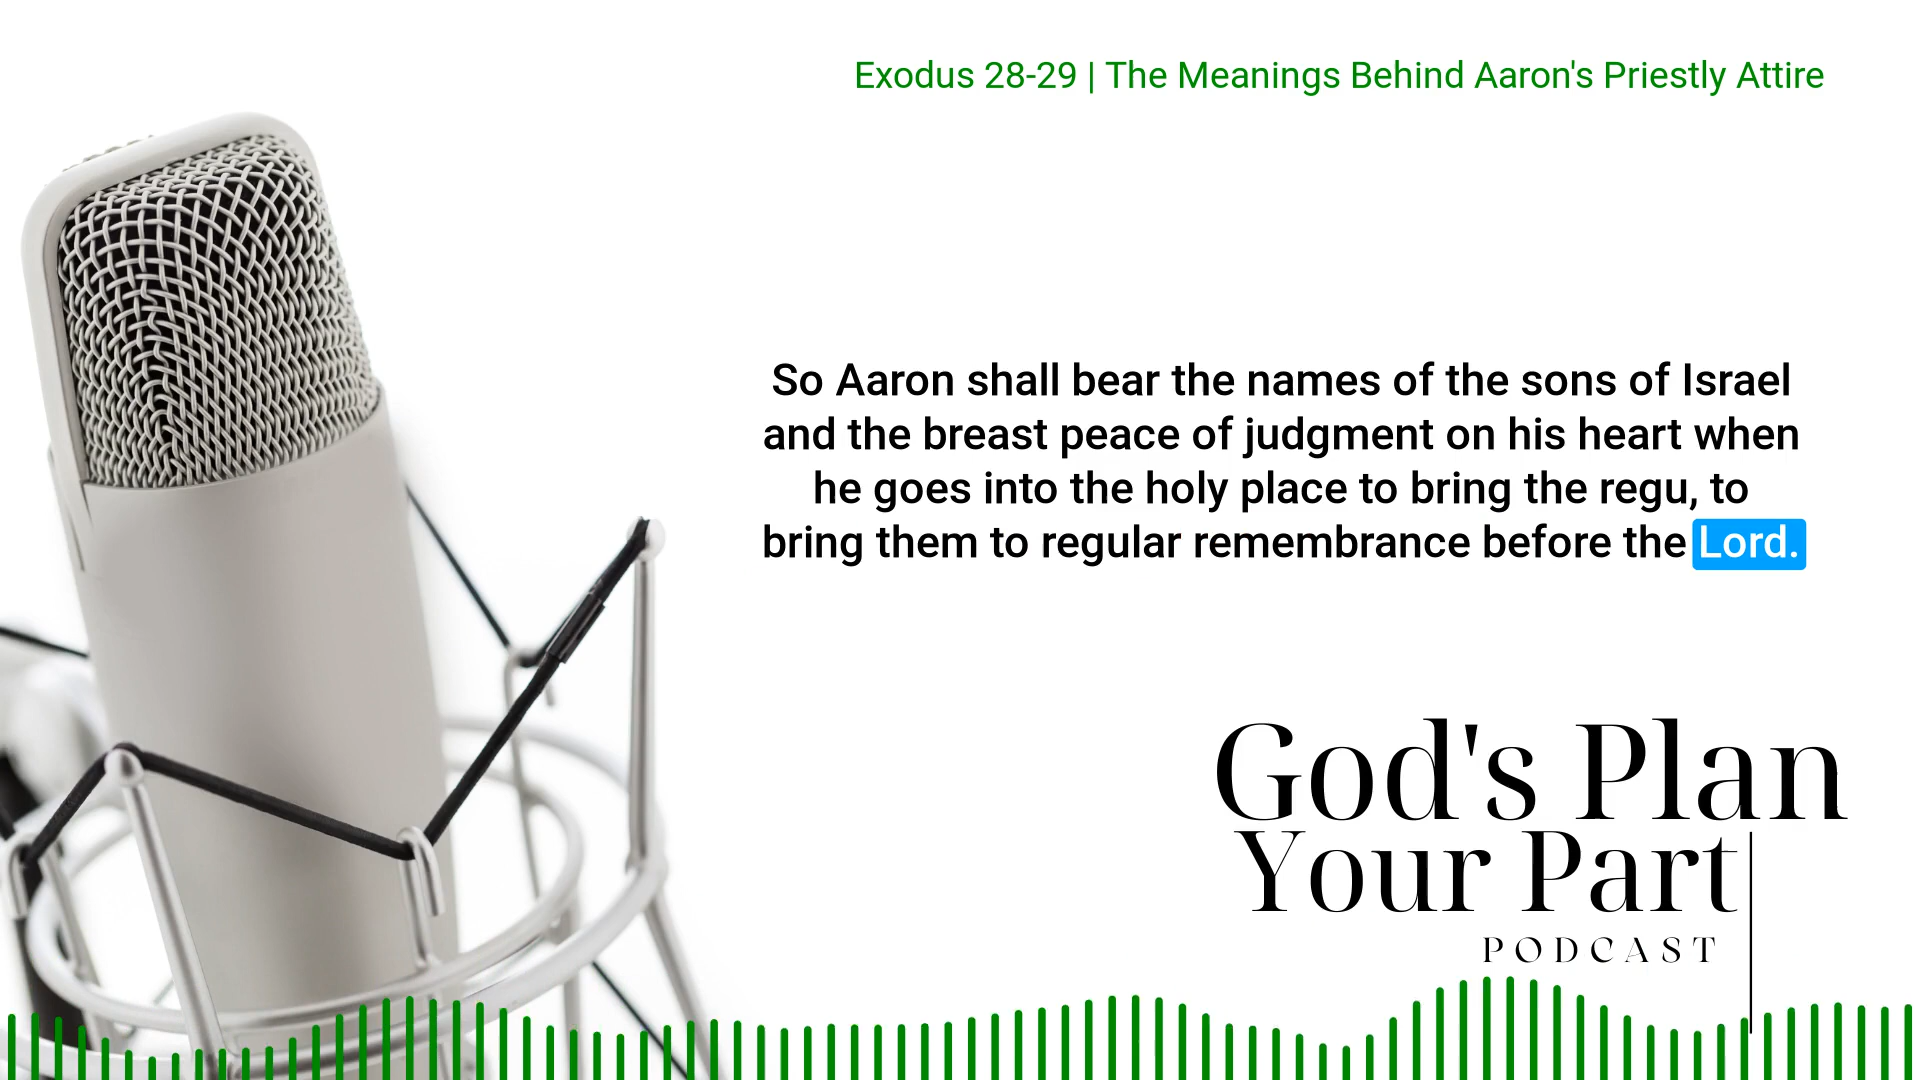 Exodus 28-29 | The Meanings Behind Aaron's Priestly Attire
So Aaron shall bear the names of the sons of Israel
and the breast peace of judgment on his heart when
he goes into the holy place to bring the regu, to
bring them to regular remembrance before the Lord.
God's Plan
Your Part
PODCAST